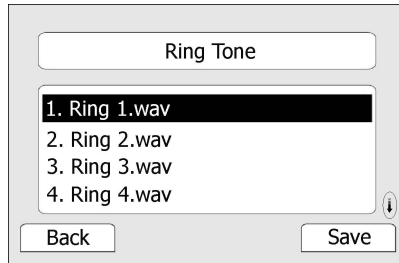 Ring Tone
1. Ring 1.wav
2. Ring 2.wav
3. Ring 3.wav
4. Ring 4.wav
Back Save